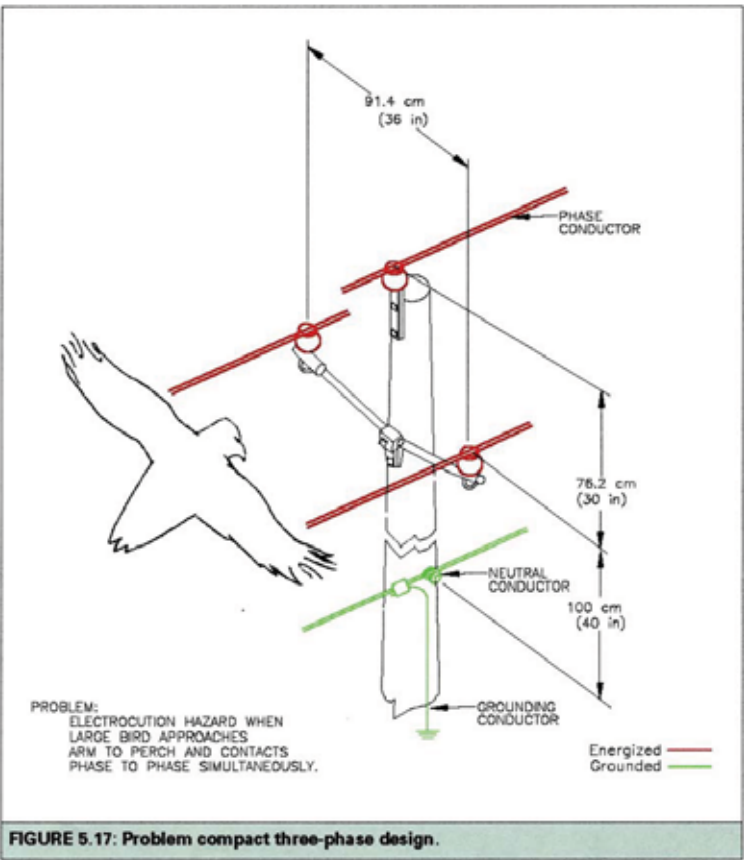 91.4 cm
(36 in)
PHASE
CONDUCTOR
76.2 cm
(30 in)
NEUTRAL
CONDUCTOR
100 cm
(40 in)
GROUNDING
CONDUCTOR
PROBLEM:
ELECTROCUTION HAZARD WHEN
LARGE BIRD APPROACHES
ARM TO PERCH AND CONTACTS
PHASE TO PHASE SIMULTANEOUSLY.
Energized
Grounded
FIGURE 5.17: Problem compact three-phase design.